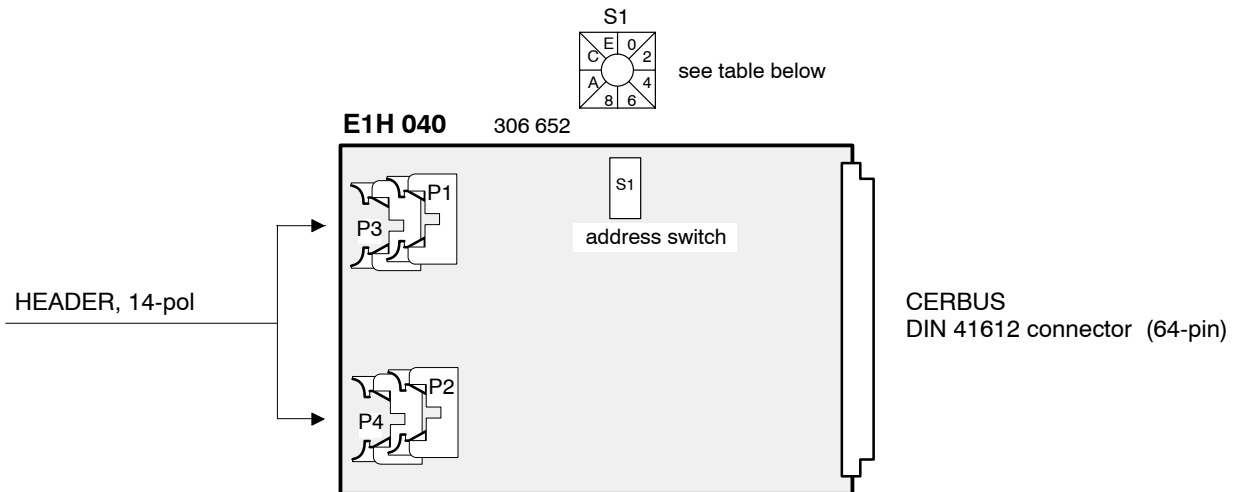 S1
E 0
C 2
see table below
A 4
8 6
E1H 040 306 652
P1
S1
P3
address switch
HEADER, 14-pol
CERBUS
DIN 41612 connector (64-pin)
P2
P4